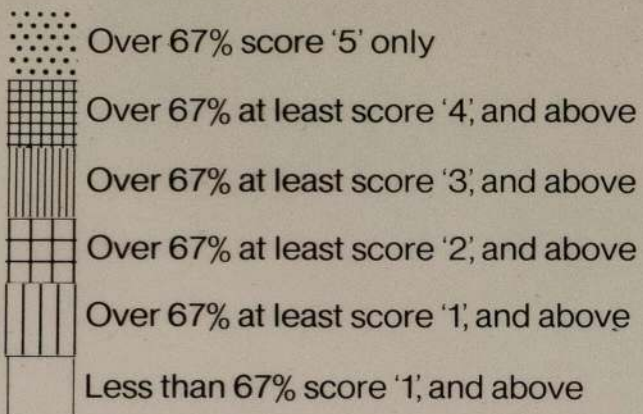 Over 67% score ‘5’ only
Over 67% at least score ‘4’, and above
Over 67% at least score ‘3’, and above
Over 67% at least score ‘2’, and above
Over 67% at least score ‘1’, and above
Less than 67% score ‘1’, and above